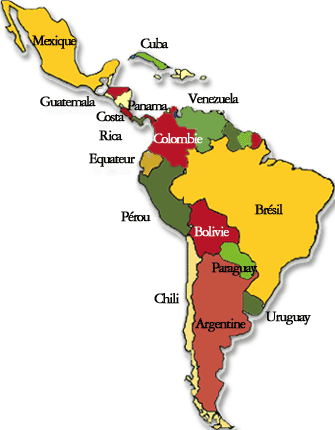 Mexique
Cuba
Guatemala
Panama
Venezuela
Costa
Rica
Colombie
Equateur
Pérou
Brésil
Bolivie
Paraguay
Chili
Argentine
Uruguay